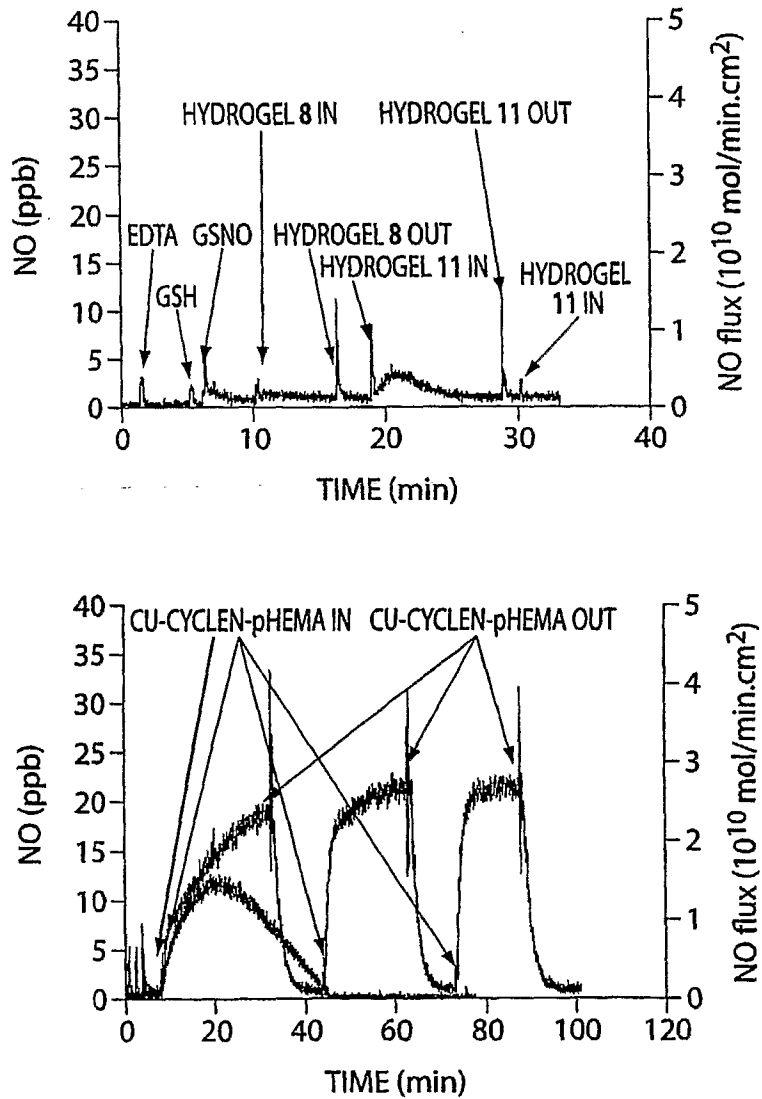 40
35
30
25
20
15
10
5
0
NO (ppb)
5
4
3
2
1
0
NO flux (10¹⁰ mol/min.cm²)
HYDROGEL 8 IN
HYDROGEL 11 OUT
EDTA
GSNO
HYDROGEL 8 OUT
GSH
HYDROGEL 11 IN
HYDROGEL
11 IN
0
10
20
30
40
TIME (min)
40
35
30
25
20
15
10
5
0
NO (ppb)
5
4
3
2
1
0
NO flux (10¹⁰ mol/min.cm²)
CU-CYCLEN-pHEMA IN
CU-CYCLEN-pHEMA OUT
0
20
40
60
80
100
120
TIME (min)